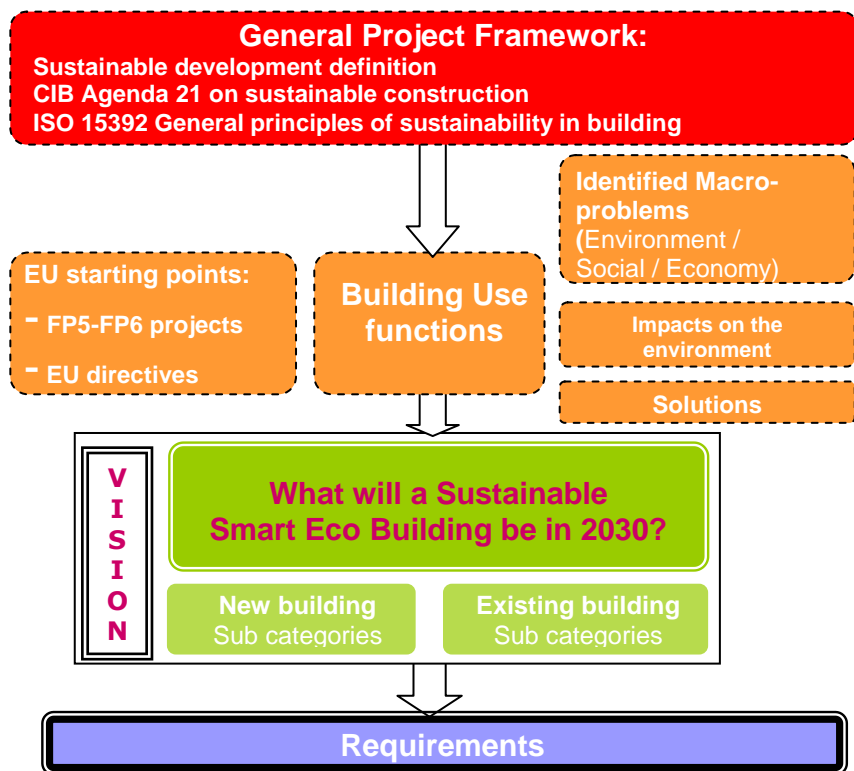 General Project Framework:
Sustainable development definition
CIB Agenda 21 on sustainable construction
ISO 15392 General principles of sustainability in building
Identified Macro-
problems
(Environment /
Social / Economy)
EU starting points:
- FP5-FP6 projects
- EU directives
Building Use
functions
Impacts on the
environment
Solutions
VISION
What will a Sustainable
Smart Eco Building be in 2030?
New building
Sub categories
Existing building
Sub categories
Requirements